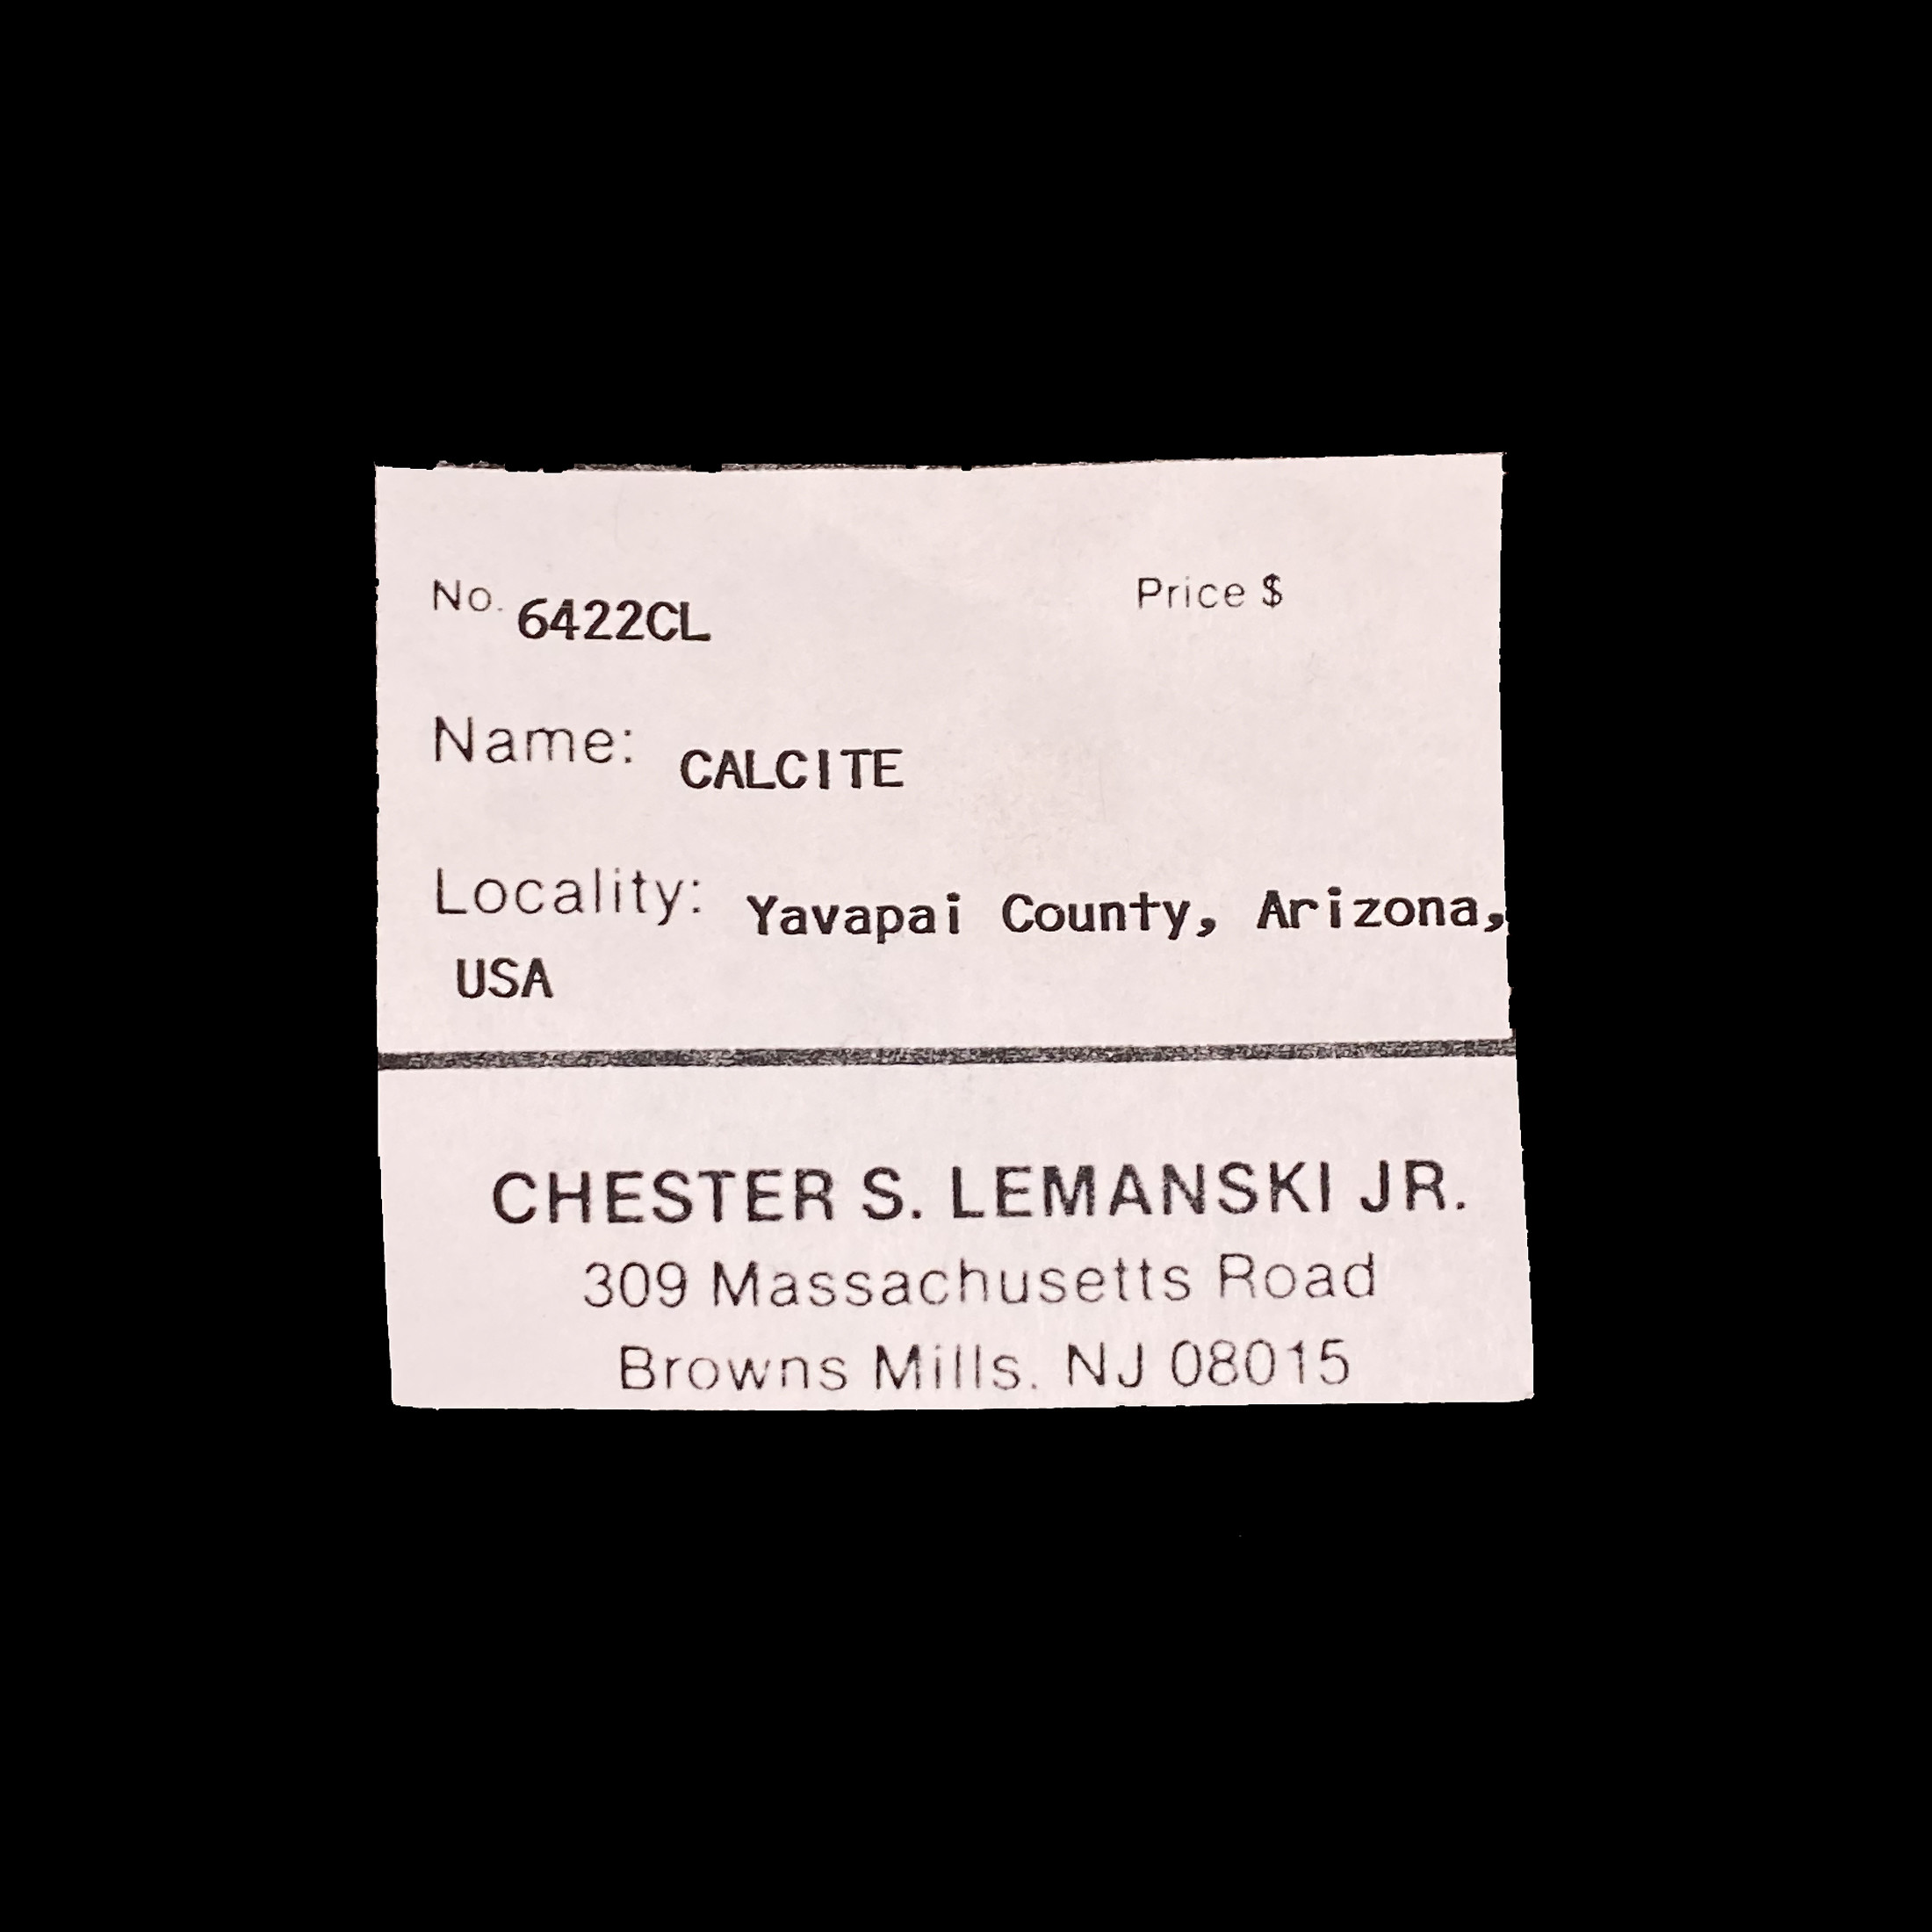 No. 6422CL Price $
Name: CALCITE
Locality: Yavapai County, Arizona,
USA
CHESTER S. LEMANSKI JR.
309 Massachusetts Road
Browns Mills. NJ 08015